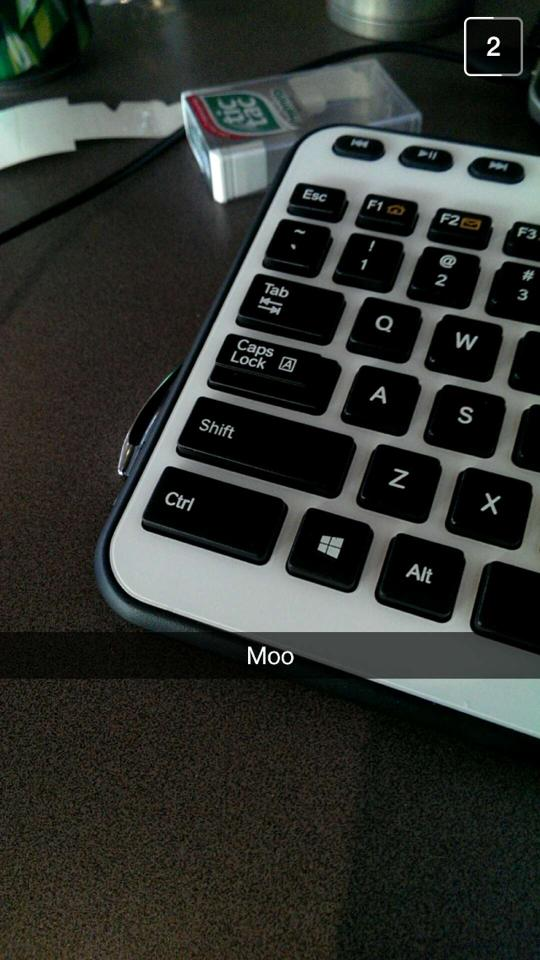 2
tic
tac
Esc
F1
F2
F3
~
`
!
1
@
2
#
3
Tab
Q
W
Caps
Lock
A
A
S
Shift
Z
X
Ctrl
Alt
Moo